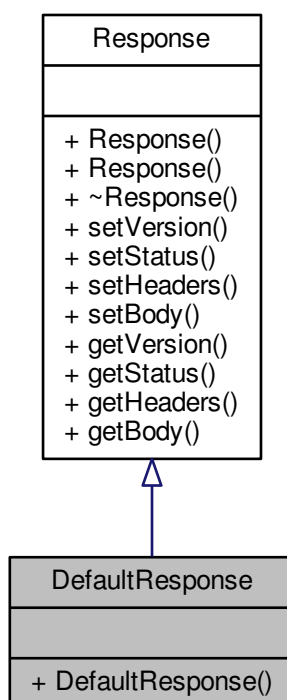 Response
+ Response()
+ Response()
+ ~Response()
+ setVersion()
+ setStatus()
+ setHeaders()
+ setBody()
+ getVersion()
+ getStatus()
+ getHeaders()
+ getBody()
DefaultResponse
+ DefaultResponse()